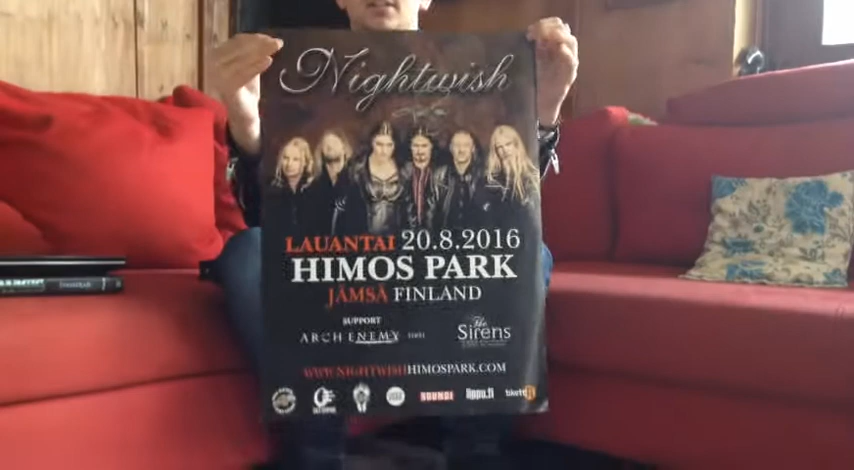 Nightwish
LAUANTAI 20.8.2016
HIMOS PARK
JÄMSÄ FINLAND
SUPPORT
ARCH ENEMY
The Sirens
WWW.NIGHTWISHHIMOSPARK.COM
SOUNDI
lippu.fi